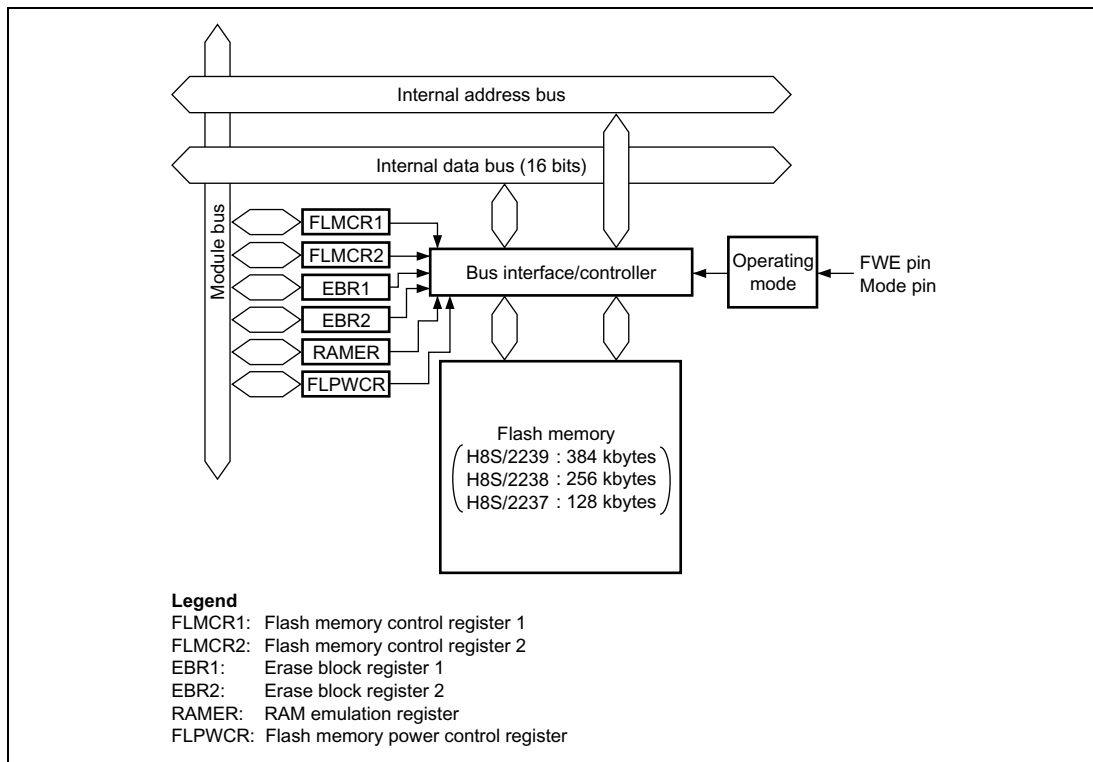 Internal address bus
Internal data bus (16 bits)
Module bus
FLMCR1
FLMCR2
EBR1
EBR2
RAMER
FLPWCR
Bus interface/controller
Operating
mode
FWE pin
Mode pin
Flash memory
H8S/2239 : 384 kbytes
H8S/2238 : 256 kbytes
H8S/2237 : 128 kbytes
Legend
FLMCR1: Flash memory control register 1
FLMCR2: Flash memory control register 2
EBR1: Erase block register 1
EBR2: Erase block register 2
RAMER: RAM emulation register
FLPWCR: Flash memory power control register